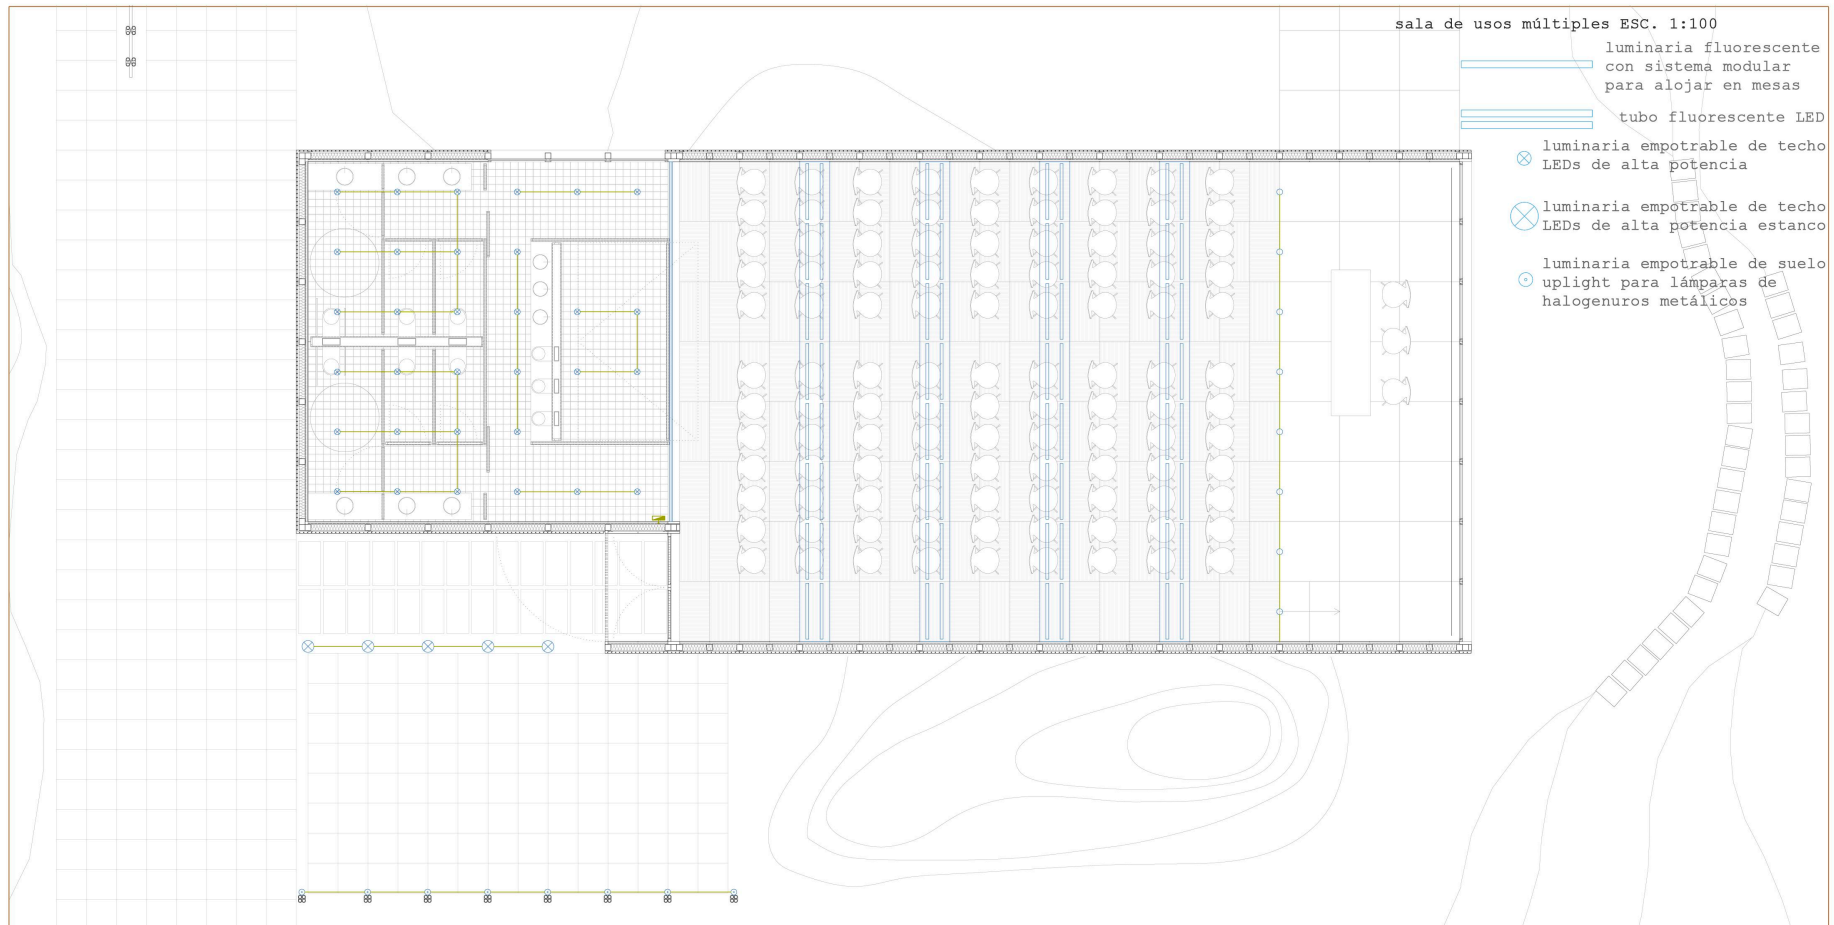 sala de usos múltiples ESC. 1:100
luminaria fluorescente
con sistema modular
para alojar en mesas
tubo fluorescente LED
luminaria empotrable de techo
LEDs de alta potencia
luminaria empotrable de techo
LEDs de alta potencia estanco
luminaria empotrable de suelo
uplight para lámparas de
halogenuros metálicos